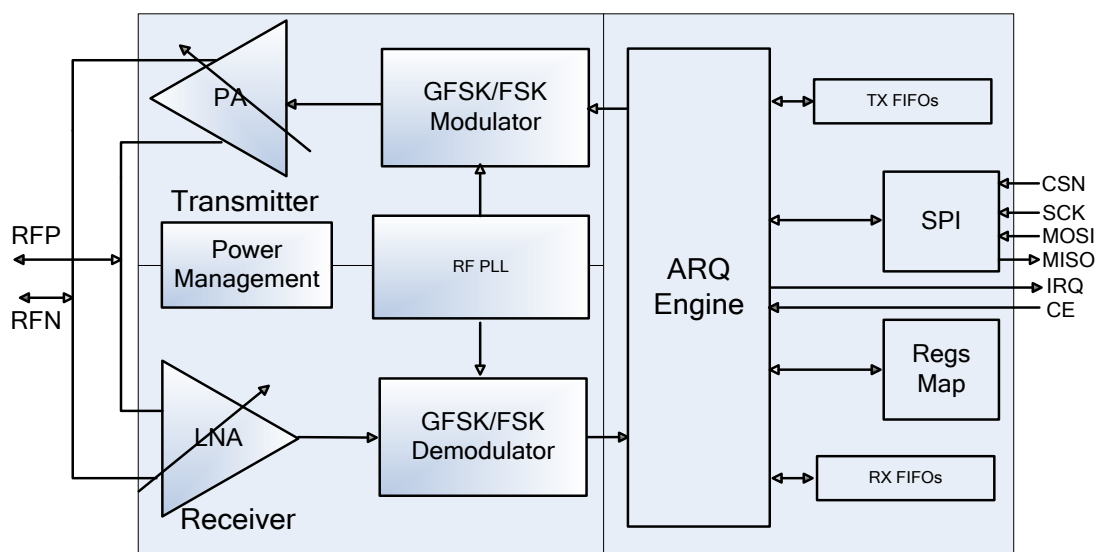 PA
GFSK/FSK
Modulator
Transmitter
Power
Management
RF PLL
RFP
RFN
LNA
GFSK/FSK
Demodulator
Receiver
ARQ
Engine
TX FIFOs
SPI
CSN
SCK
MOSI
MISO
IRQ
CE
Regs
Map
RX FIFOs